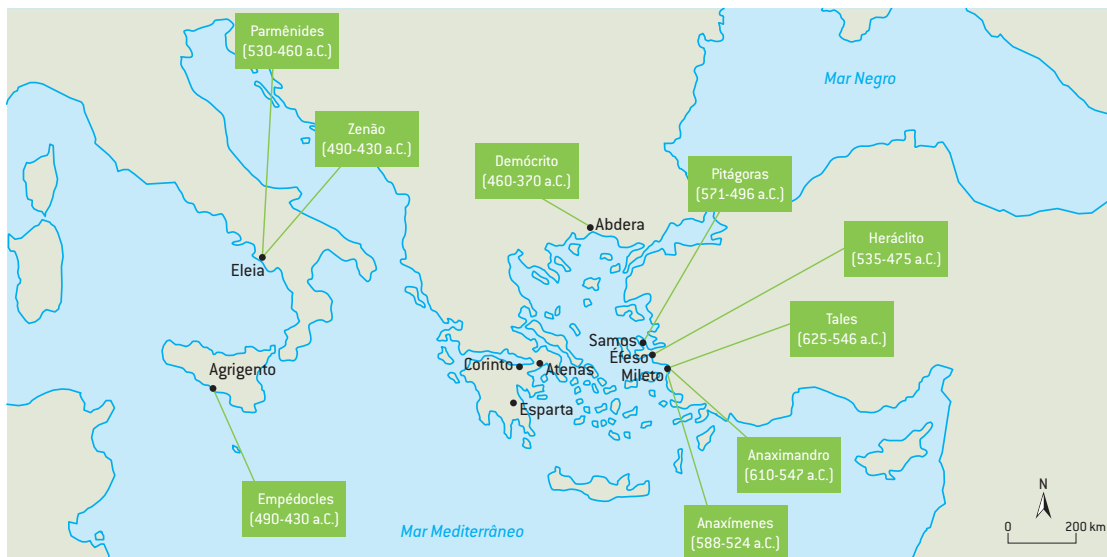 Parmênides
(530-460 a.C.)
Mar Negro
Zenão
(490-430 a.C.)
Demócrito
(460-370 a.C.)
Pitágoras
(571-496 a.C.)
Abdera
Heráclito
(535-475 a.C.)
Eleia
Tales
(625-546 a.C.)
Samos
Éfeso
Mileto
Agrigento
Corinto
Atenas
Esparta
Anaximandro
(610-547 a.C.)
Empédocles
(490-430 a.C.)
Anaxímenes
(588-524 a.C.)
Mar Mediterrâneo
N
0 200 km